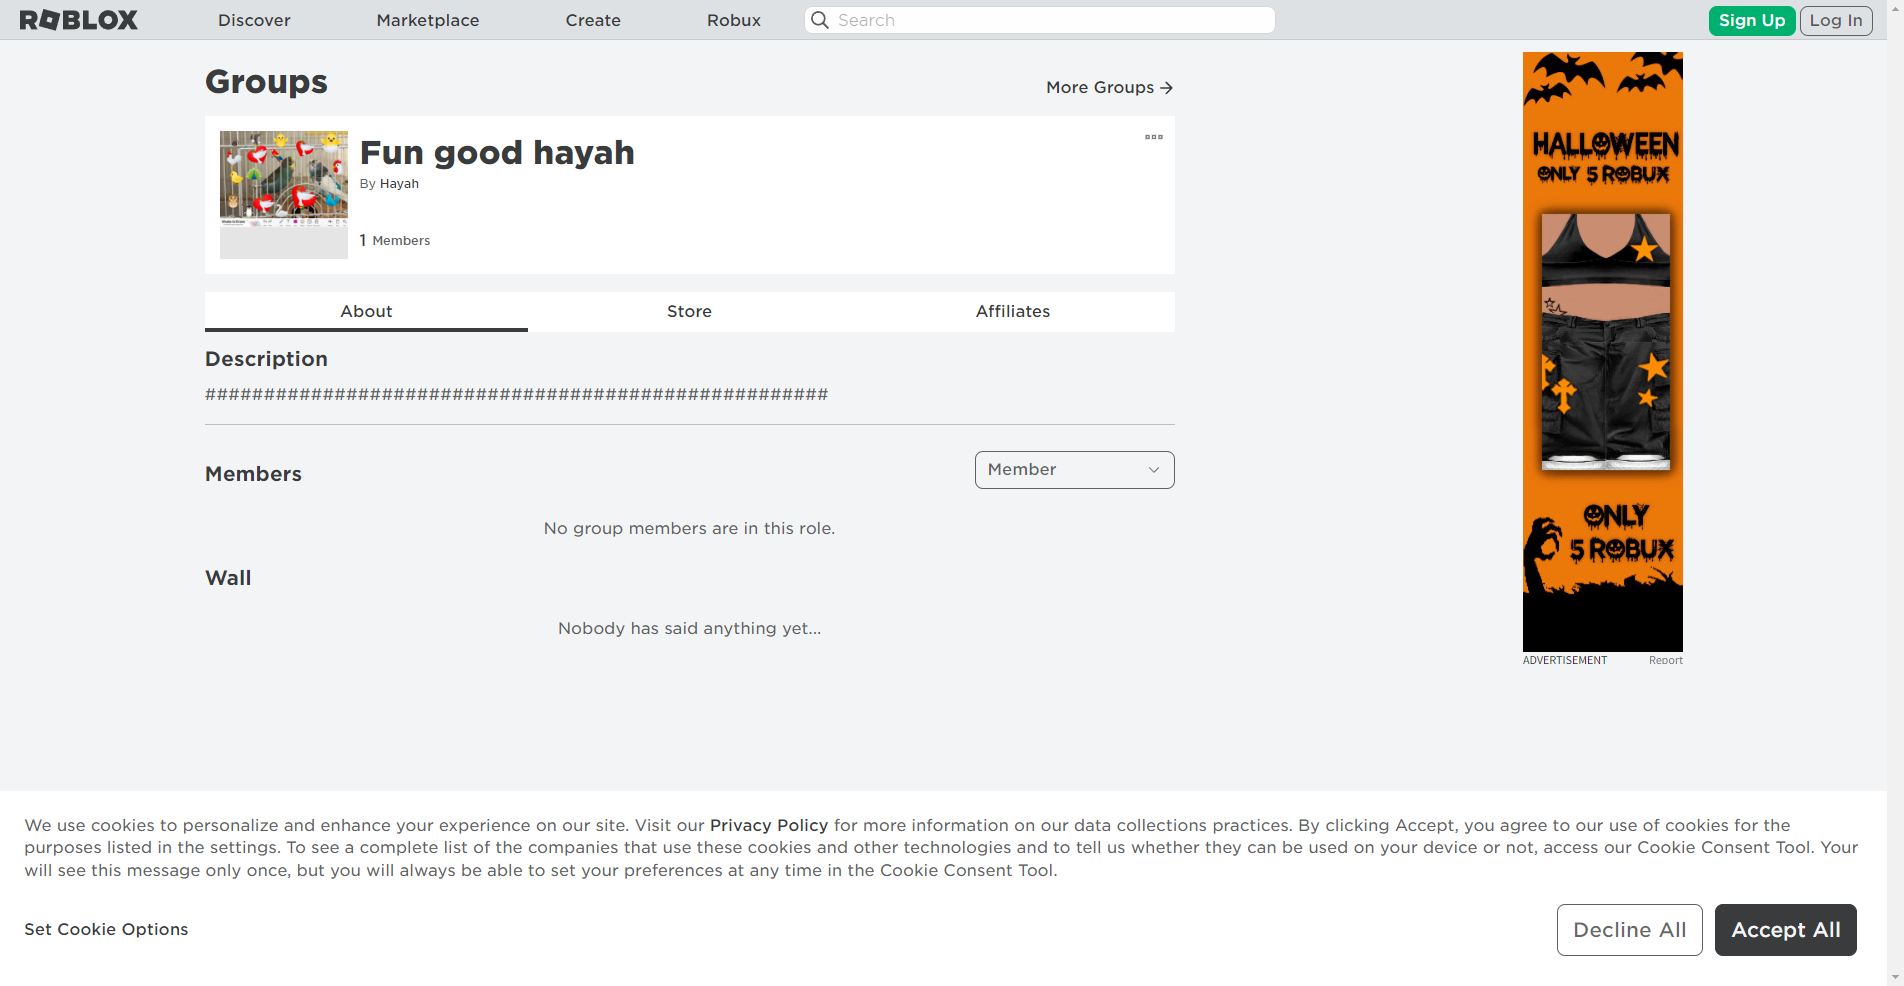 ROBLOX
Discover
Marketplace
Create
Robux
Search
Sign Up
Log In
Groups
More Groups
Fun good hayah
By Hayah
1 Members
About
Store
Affiliates
Description
#####################################################
Members
Member
No group members are in this role.
Wall
Nobody has said anything yet...
HALLOWEEN
ONLY 5 ROBUX
ONLY
5 ROBUX
ADVERTISEMENT
Report
We use cookies to personalize and enhance your experience on our site. Visit our Privacy Policy for more information on our data collections practices. By clicking Accept, you agree to our use of cookies for the
purposes listed in the settings. To see a complete list of the companies that use these cookies and other technologies and to tell us whether they can be used on your device or not, access our Cookie Consent Tool. Your
will see this message only once, but you will always be able to set your preferences at any time in the Cookie Consent Tool.
Set Cookie Options
Decline All
Accept All